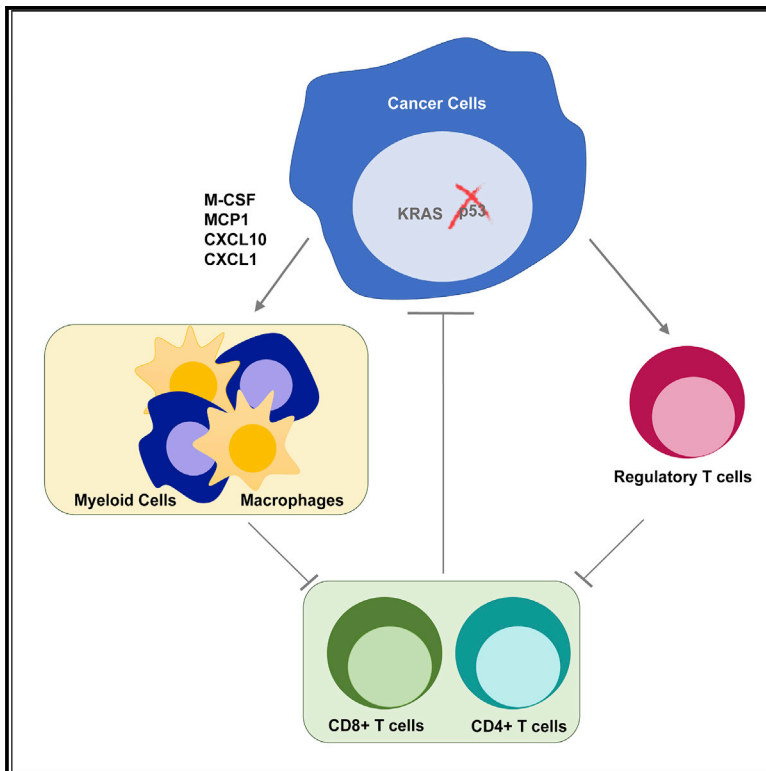 Cancer Cells
KRAS p53
M-CSF
MCP1
CXCL10
CXCL1
Myeloid Cells Macrophages
Regulatory T cells
CD8+ T cells CD4+ T cells